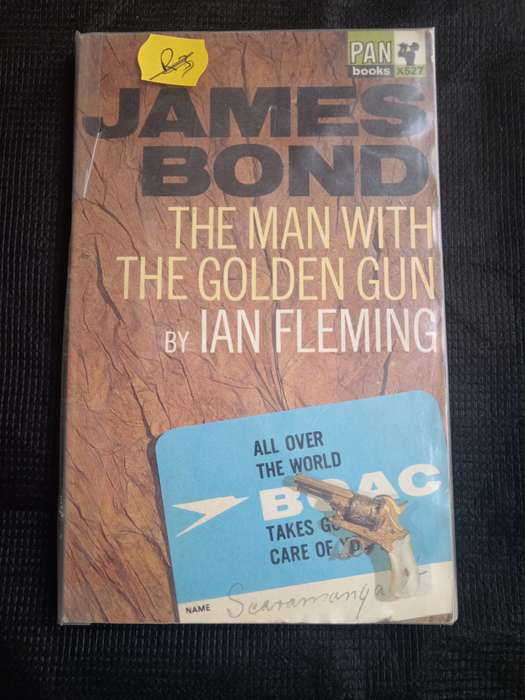 PAN
books X527
JAMES
BOND
THE MAN WITH
THE GOLDEN GUN
BY IAN FLEMING
ALL OVER
THE WORLD
BOAC
TAKES
CARE OF
NAME Scaramanga